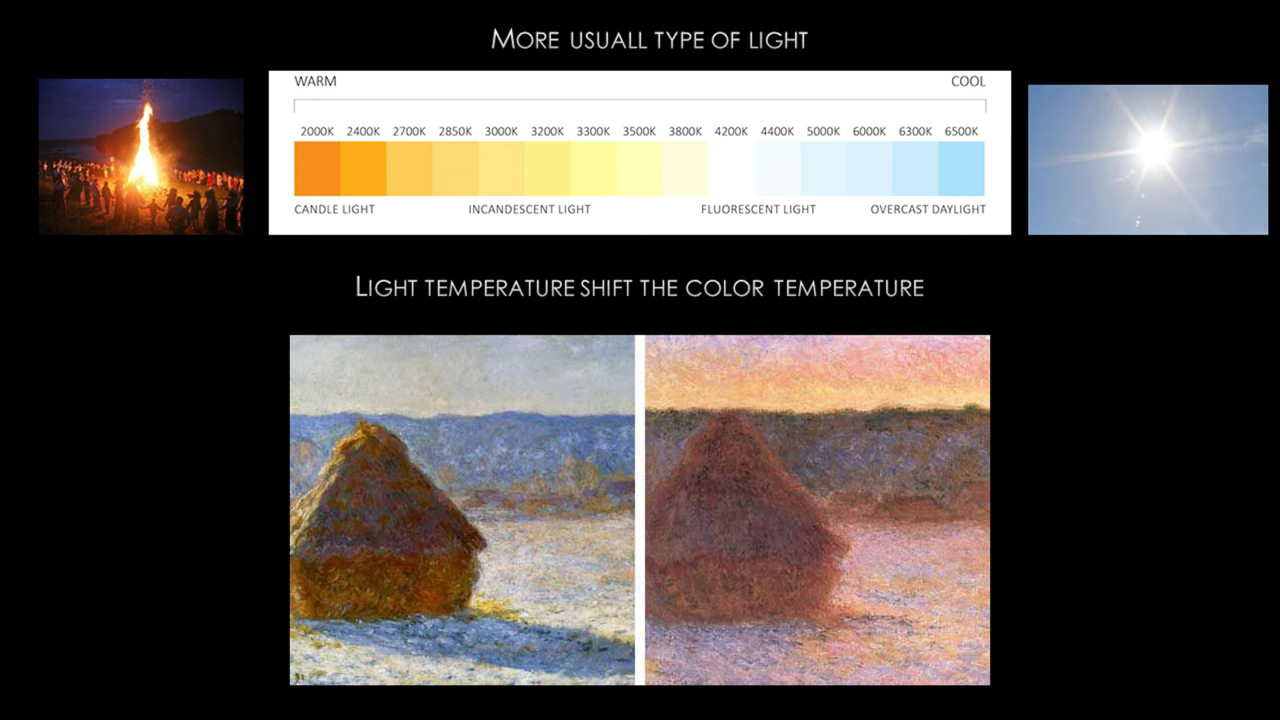 MORE USUALL TYPE OF LIGHT
WARM COOL
2000K 2400K 2700K 2850K 3000K 3200K 3300K 3500K 3800K 4200K 4400K 5000K 6000K 6300K 6500K
CANDLE LIGHT INCANDESCENT LIGHT FLUORESCENT LIGHT OVERCAST DAYLIGHT
LIGHT TEMPERATURE SHIFT THE COLOR TEMPERATURE